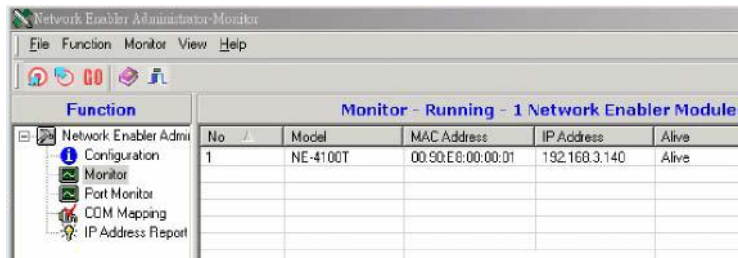 Network Enabler Administrator-Monitor
File Function Monitor View Help
GO
Function
Monitor - Running - 1 Network Enabler Module
Network Enabler Admi
No Model MAC Address IP Address Alive
Configuration
1 NE-4100T 00:90:E8:00:00:01 192.168.3.140 Alive
Monitor
Port Monitor
COM Mapping
IP Address Report